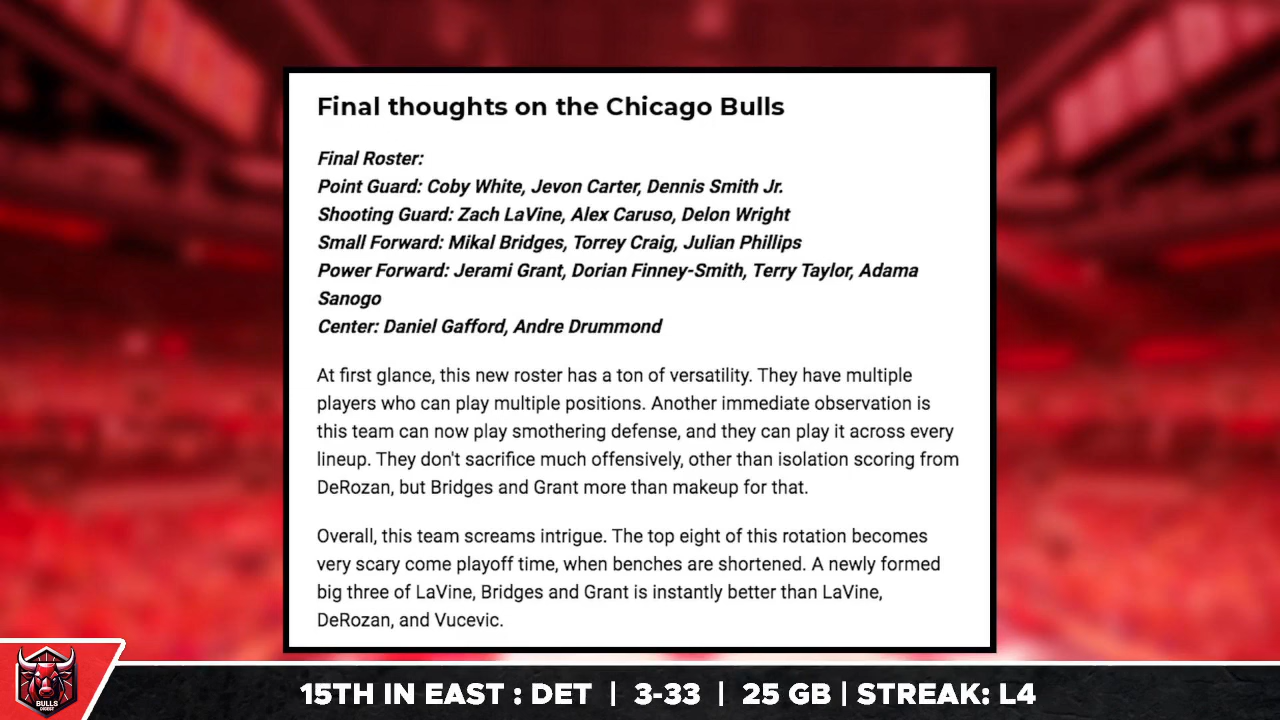 Final thoughts on the Chicago Bulls
Final Roster:
Point Guard: Coby White, Jevon Carter, Dennis Smith Jr.
Shooting Guard: Zach LaVine, Alex Caruso, Delon Wright
Small Forward: Mikal Bridges, Torrey Craig, Julian Phillips
Power Forward: Jerami Grant, Dorian Finney-Smith, Terry Taylor, Adama
Sanogo
Center: Daniel Gafford, Andre Drummond
At first glance, this new roster has a ton of versatility. They have multiple
players who can play multiple positions. Another immediate observation is
this team can now play smothering defense, and they can play it across every
lineup. They don't sacrifice much offensively, other than isolation scoring from
DeRozan, but Bridges and Grant more than makeup for that.
Overall, this team screams intrigue. The top eight of this rotation becomes
very scary come playoff time, when benches are shortened. A newly formed
big three of LaVine, Bridges and Grant is instantly better than LaVine,
DeRozan, and Vucevic.
BULLS
DIGEST
15TH IN EAST : DET | 3-33 | 25 GB | STREAK: L4